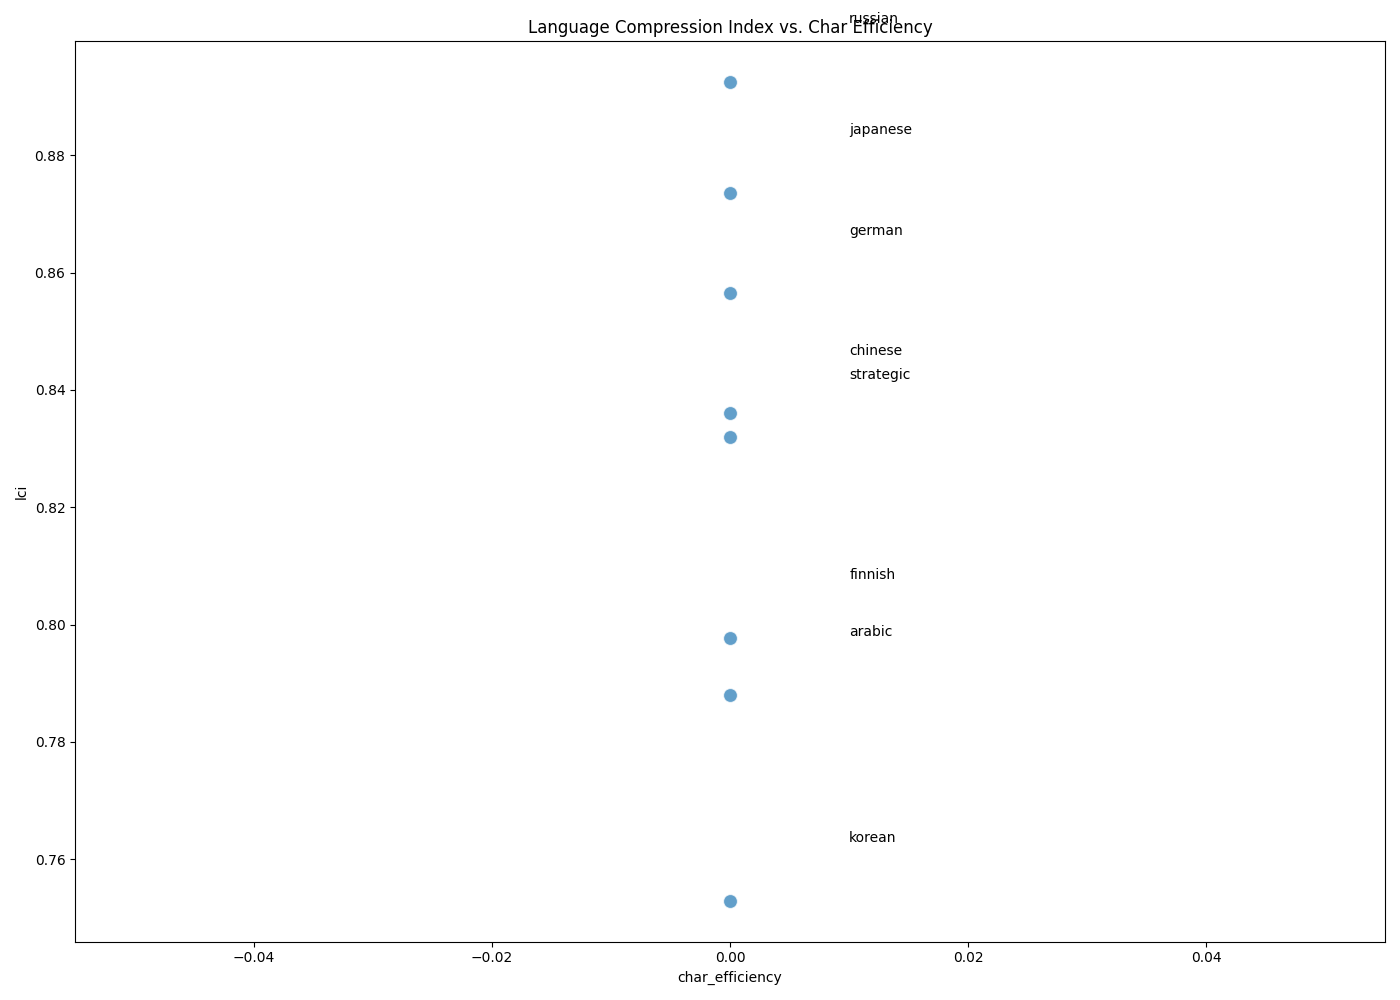 russian
Language Compression Index vs. Char Efficiency
japanese
0.88
german
0.86
chinese
strategic
0.84
lci
0.82
finnish
0.80
arabic
0.78
korean
0.76
−0.04 −0.02 0.00 0.02 0.04
char_efficiency